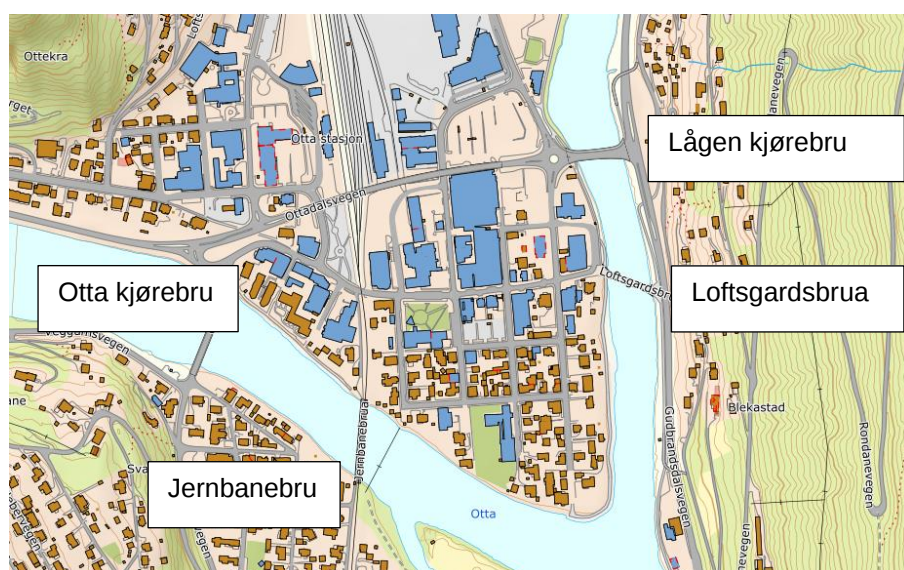 Ottekra
Otta stasjon
Lågen kjørebru
Ottadalsvegen
Otta kjørebru
Loftsgardsbrua
Loftsgardsbrua
Gudbrandsdalsvegen
Blekastad
Rondanevegen
Jernbanebrua
Jernbanebru
Otta